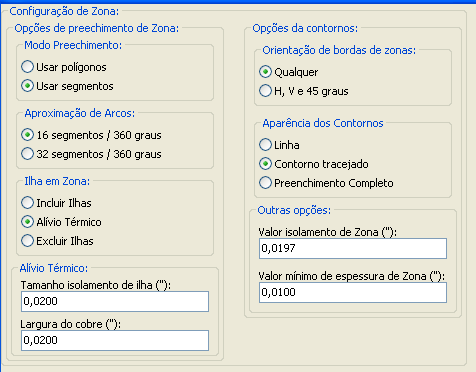 Configuração de Zona:
Opções de preechimento de Zona:
Modo Preechimento:
Usar polígonos
Usar segmentos
Aproximação de Arcos:
16 segmentos / 360 graus
32 segmentos / 360 graus
Ilha em Zona:
Incluir Ilhas
Alívio Térmico
Excluir Ilhas
Alívio Térmico:
Tamanho isolamento de ilha ("):
0,0200
Largura do cobre ("):
0,0200
Opções da contornos:
Orientação de bordas de zonas:
Qualquer
H, V e 45 graus
Aparência dos Contornos
Linha
Contorno tracejado
Preenchimento Completo
Outras opções:
Valor isolamento de Zona ("):
0,0197
Valor mínimo de espessura de Zona ("):
0,0100